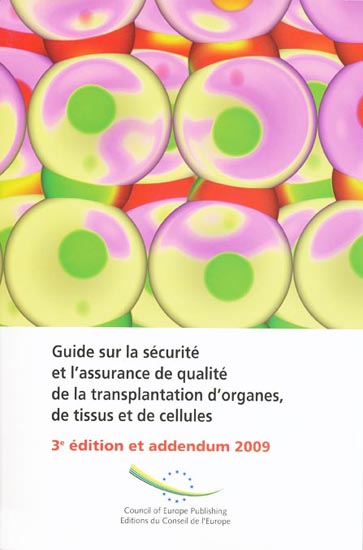 Guide sur la sécurité
et l'assurance de qualité
de la transplantation d'organes,
de tissus et de cellules
3e édition et addendum 2009
Council of Europe Publishing
Editions du Conseil de l'Europe